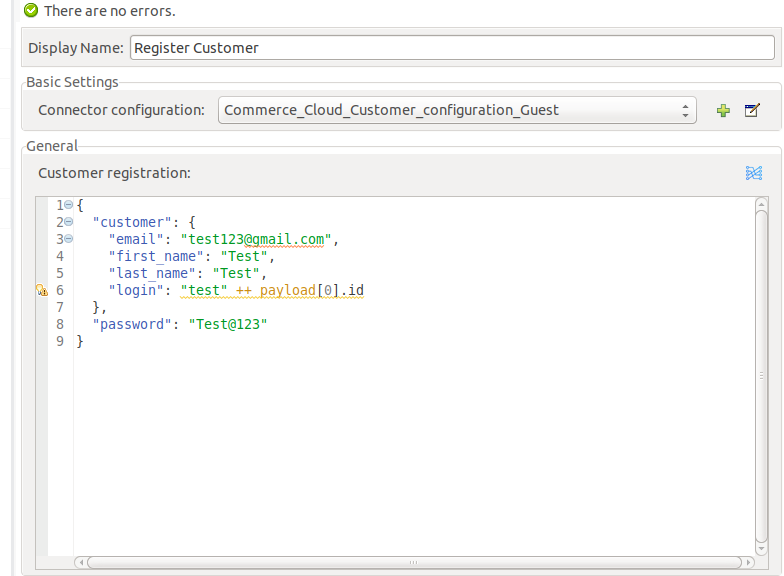 There are no errors.
Display Name: Register Customer
Basic Settings
Connector configuration: Commerce_Cloud_Customer_configuration_Guest
General
Customer registration:
1 {
2 "customer": {
3 "email": "test123@gmail.com",
4 "first_name": "Test",
5 "last_name": "Test",
6 "login": "test" ++ payload[0].id
7 },
8 "password": "Test@123"
9 }